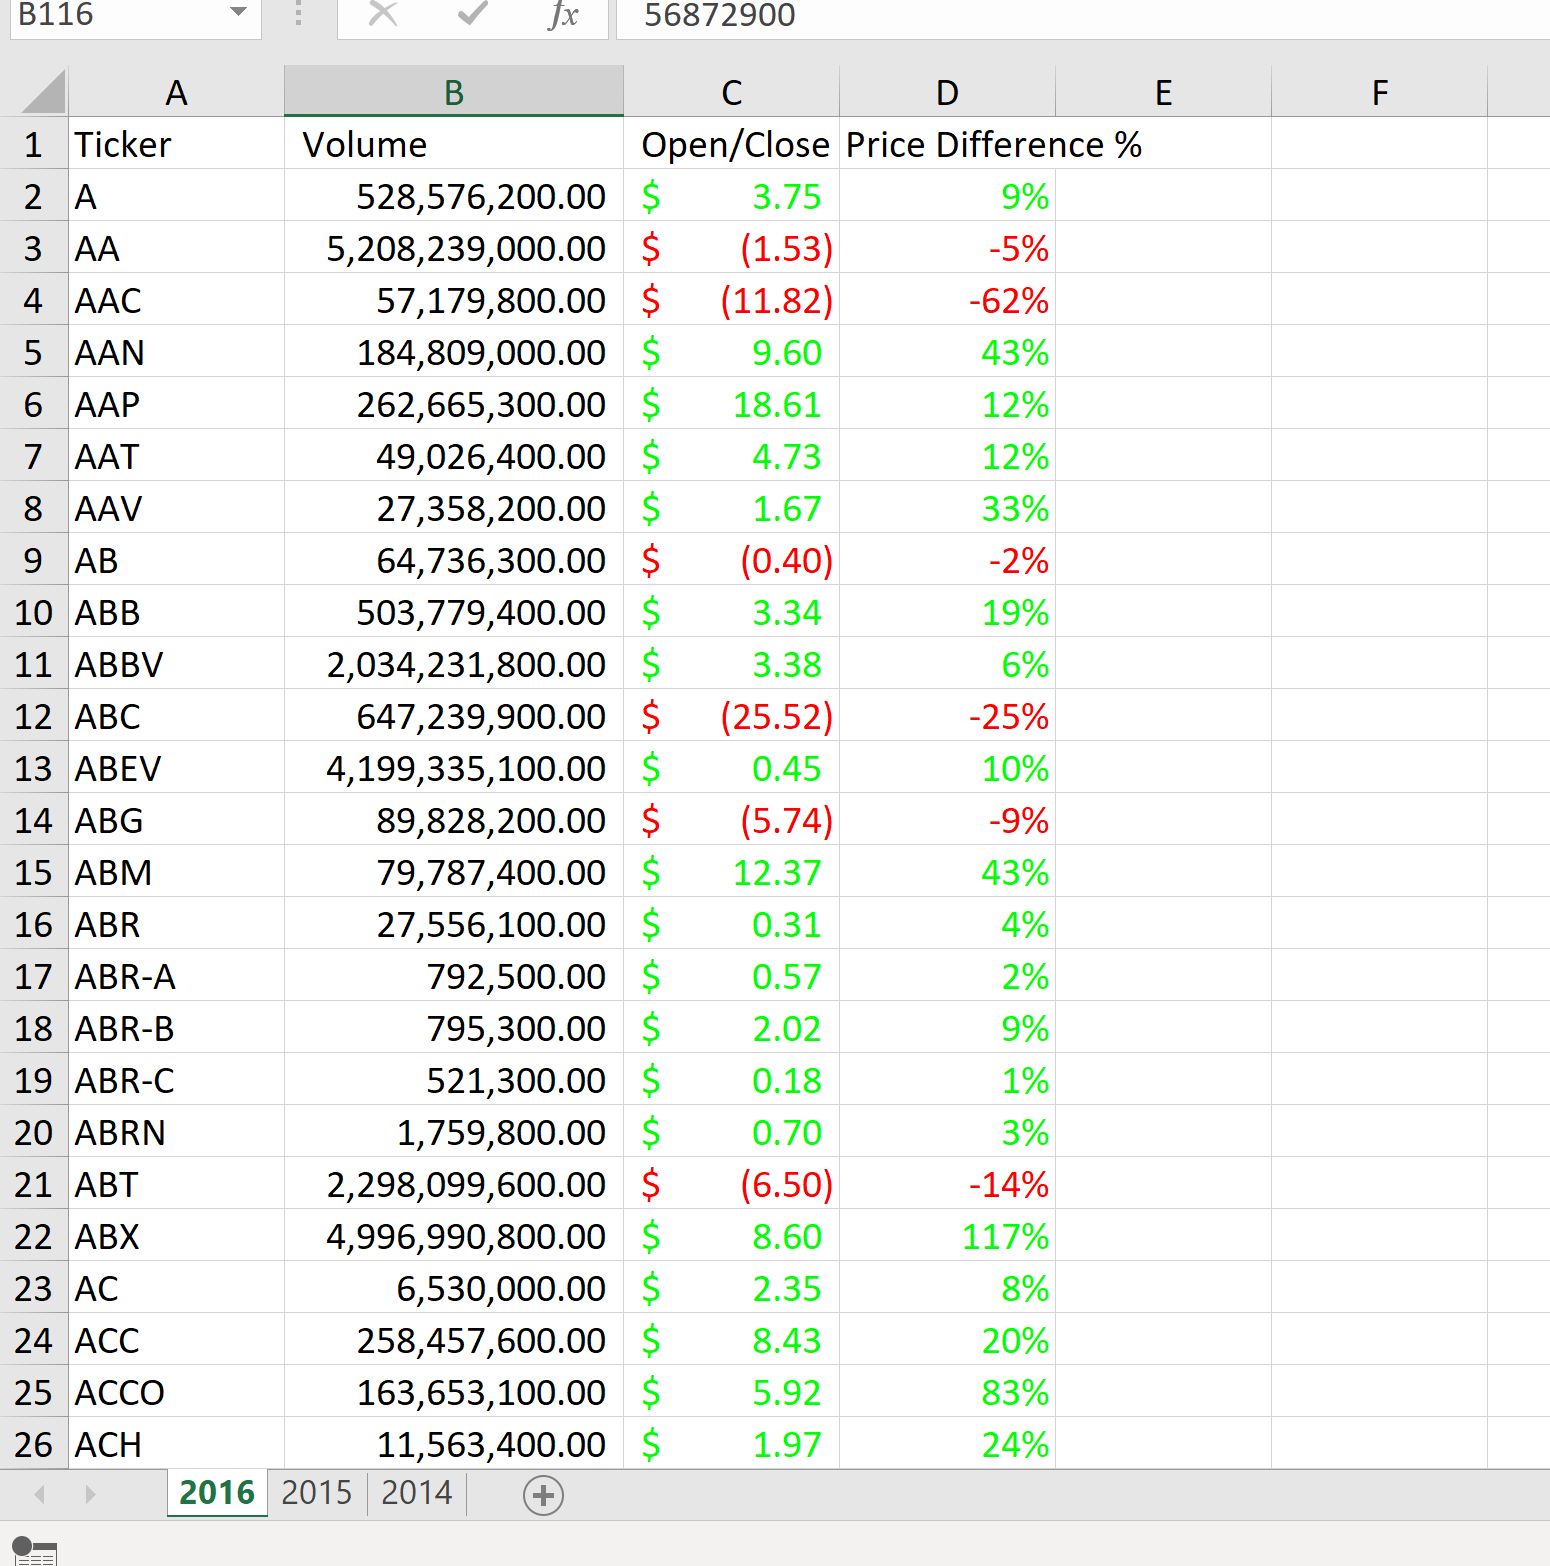 B116 fx 56872900
A B C D E F
1 Ticker Volume Open/Close Price Difference %
2 A 528,576,200.00 $ 3.75 9%
3 AA 5,208,239,000.00 $ (1.53) -5%
4 AAC 57,179,800.00 $ (11.82) -62%
5 AAN 184,809,000.00 $ 9.60 43%
6 AAP 262,665,300.00 $ 18.61 12%
7 AAT 49,026,400.00 $ 4.73 12%
8 AAV 27,358,200.00 $ 1.67 33%
9 AB 64,736,300.00 $ (0.40) -2%
10 ABB 503,779,400.00 $ 3.34 19%
11 ABBV 2,034,231,800.00 $ 3.38 6%
12 ABC 647,239,900.00 $ (25.52) -25%
13 ABEV 4,199,335,100.00 $ 0.45 10%
14 ABG 89,828,200.00 $ (5.74) -9%
15 ABM 79,787,400.00 $ 12.37 43%
16 ABR 27,556,100.00 $ 0.31 4%
17 ABR-A 792,500.00 $ 0.57 2%
18 ABR-B 795,300.00 $ 2.02 9%
19 ABR-C 521,300.00 $ 0.18 1%
20 ABRN 1,759,800.00 $ 0.70 3%
21 ABT 2,298,099,600.00 $ (6.50) -14%
22 ABX 4,996,990,800.00 $ 8.60 117%
23 AC 6,530,000.00 $ 2.35 8%
24 ACC 258,457,600.00 $ 8.43 20%
25 ACCO 163,653,100.00 $ 5.92 83%
26 ACH 11,563,400.00 $ 1.97 24%
2016 2015 2014